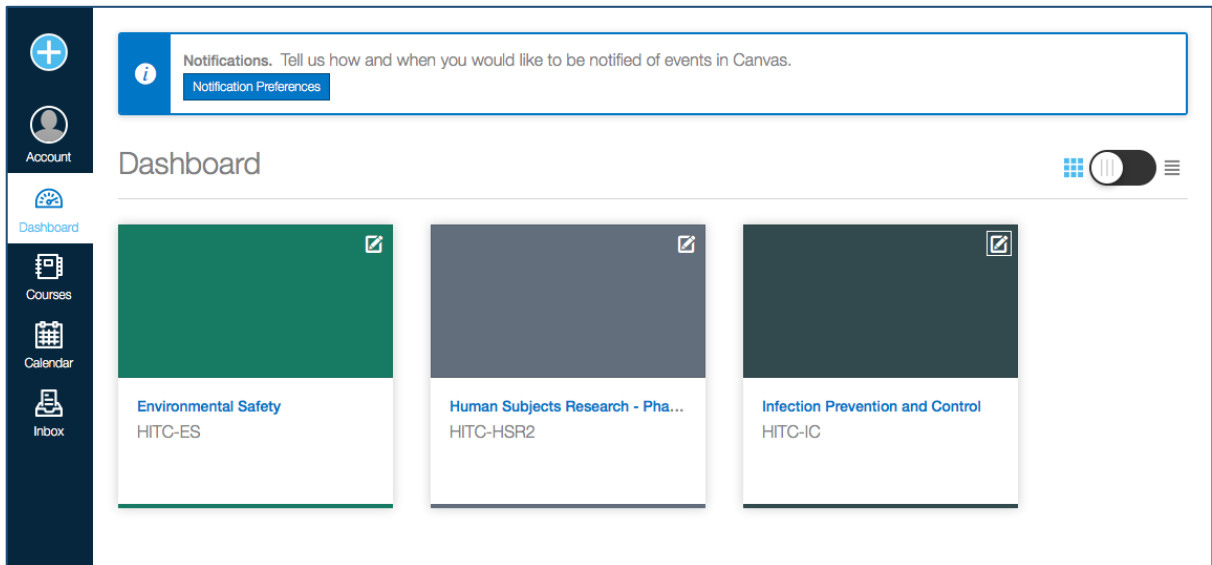 Notifications. Tell us how and when you would like to be notified of events in Canvas.
Notification Preferences
Account
Dashboard
Courses
Calendar
Inbox
Dashboard
Environmental Safety
HITC-ES
Human Subjects Research - Pha...
HITC-HSR2
Infection Prevention and Control
HITC-IC